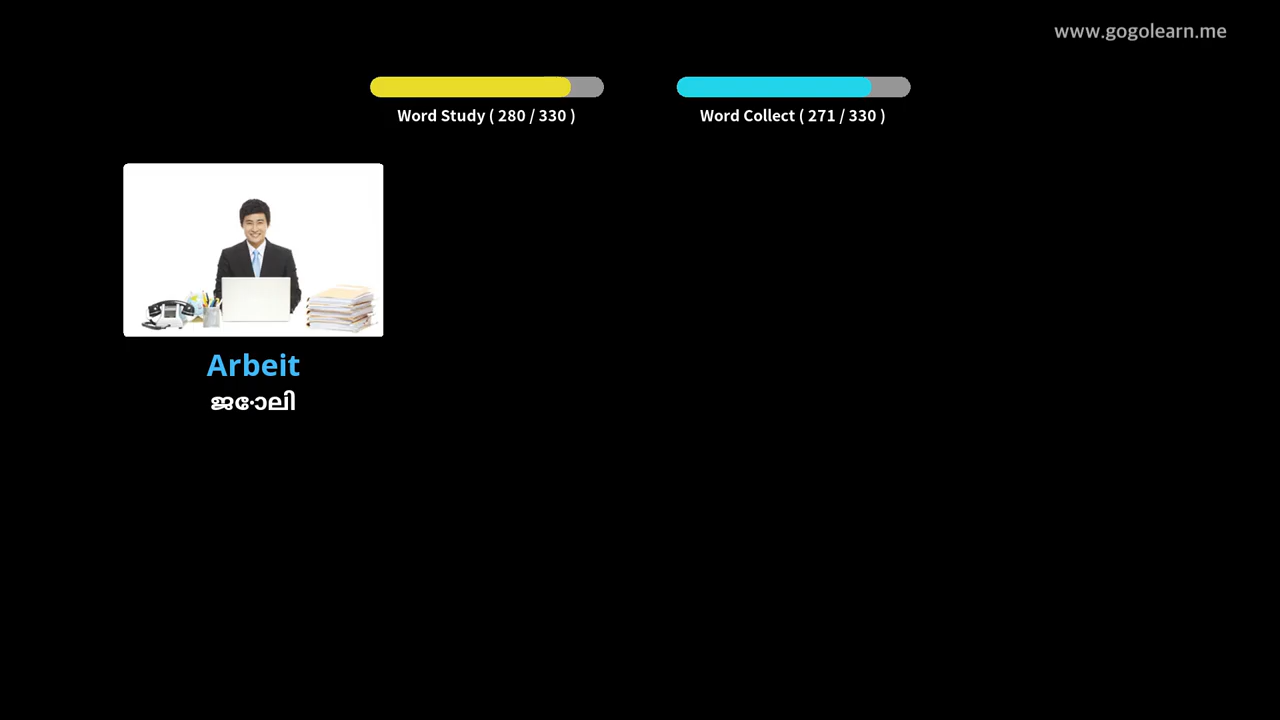 www.gogolearn.me
Word Study ( 280 / 330 )
Word Collect ( 271 / 330 )
Arbeit
ജോലി